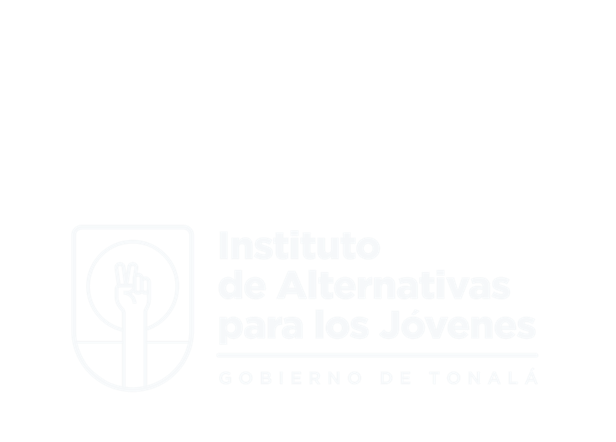 Instituto
de Alternativas
para los Jóvenes
GOBIERNO DE TONALÁ